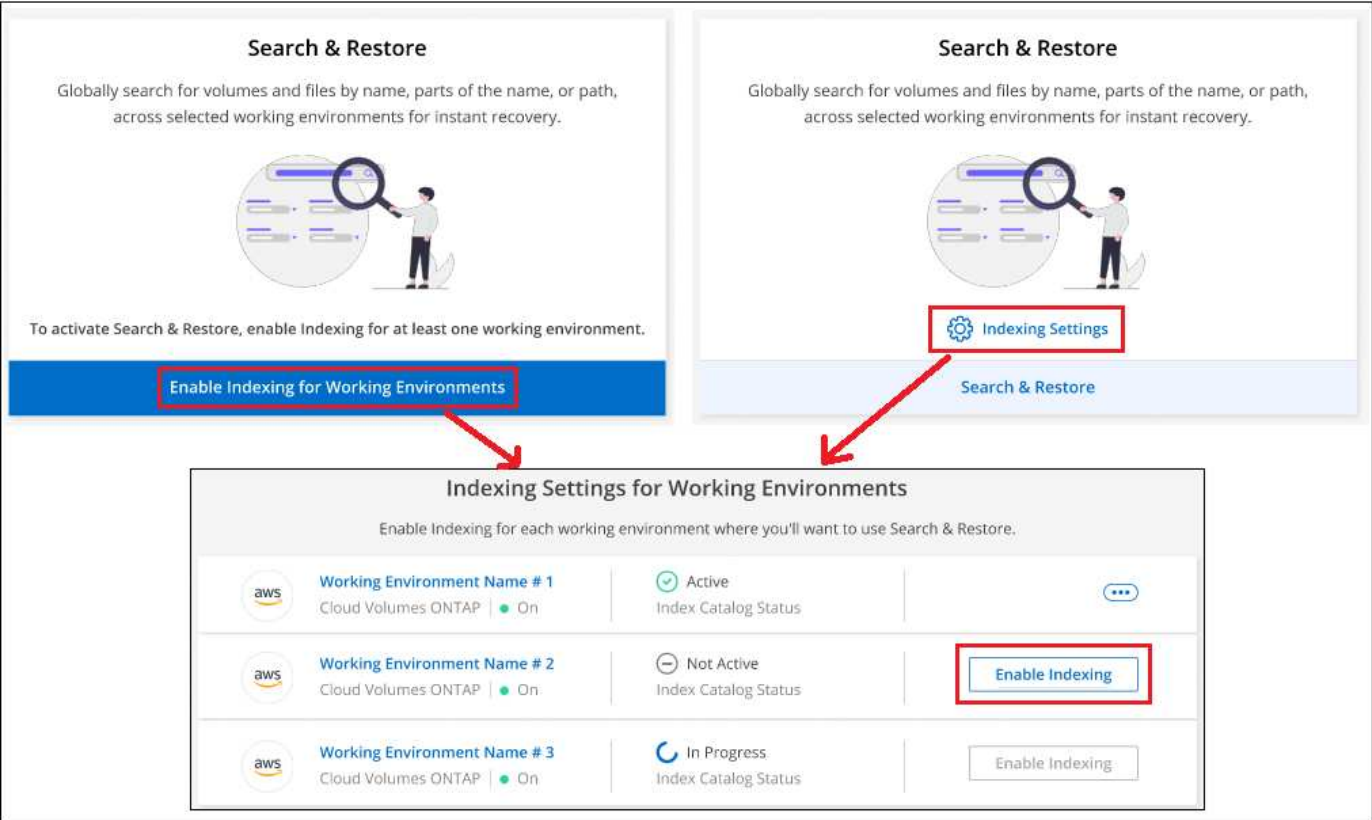 Search & Restore
Globally search for volumes and files by name, parts of the name, or path,
across selected working environments for instant recovery.
To activate Search & Restore, enable Indexing for at least one working environment.
Enable Indexing for Working Environments
Search & Restore
Globally search for volumes and files by name, parts of the name, or path,
across selected working environments for instant recovery.
Indexing Settings
Search & Restore
Indexing Settings for Working Environments
Enable Indexing for each working environment where you'll want to use Search & Restore.
aws
Working Environment Name # 1
Cloud Volumes ONTAP | On
Active
Index Catalog Status
aws
Working Environment Name # 2
Cloud Volumes ONTAP | On
Not Active
Index Catalog Status
Enable Indexing
aws
Working Environment Name # 3
Cloud Volumes ONTAP | On
In Progress
Index Catalog Status
Enable Indexing